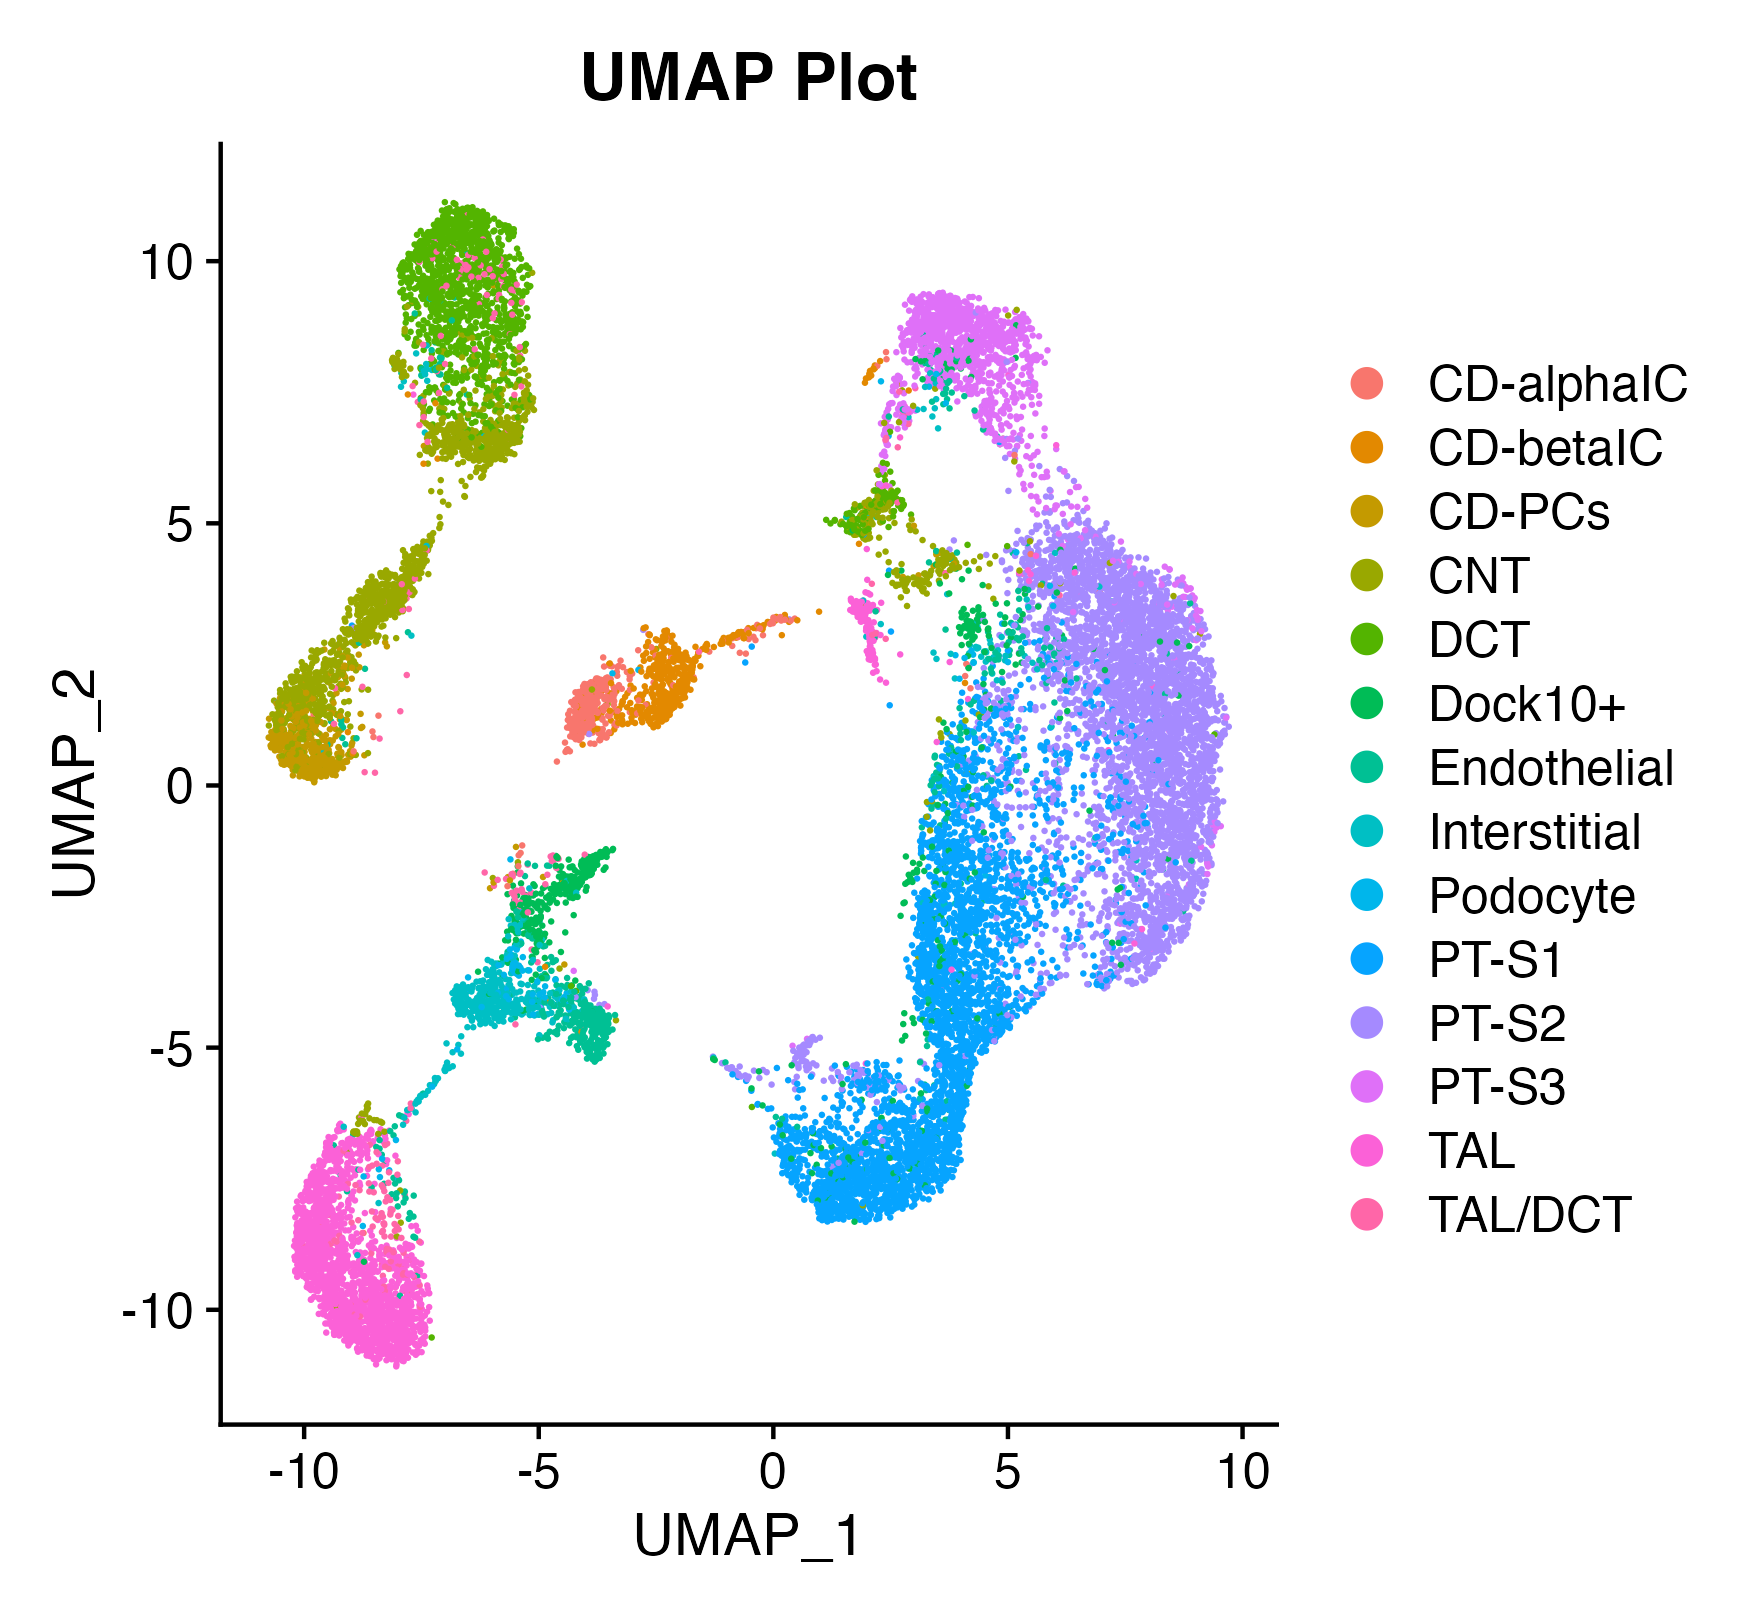 UMAP Plot
10
5
0
-5
-10
UMAP_2
-10
-5
0
5
10
UMAP_1
CD-alphaIC
CD-betaIC
CD-PCs
CNT
DCT
Dock10+
Endothelial
Interstitial
Podocyte
PT-S1
PT-S2
PT-S3
TAL
TAL/DCT